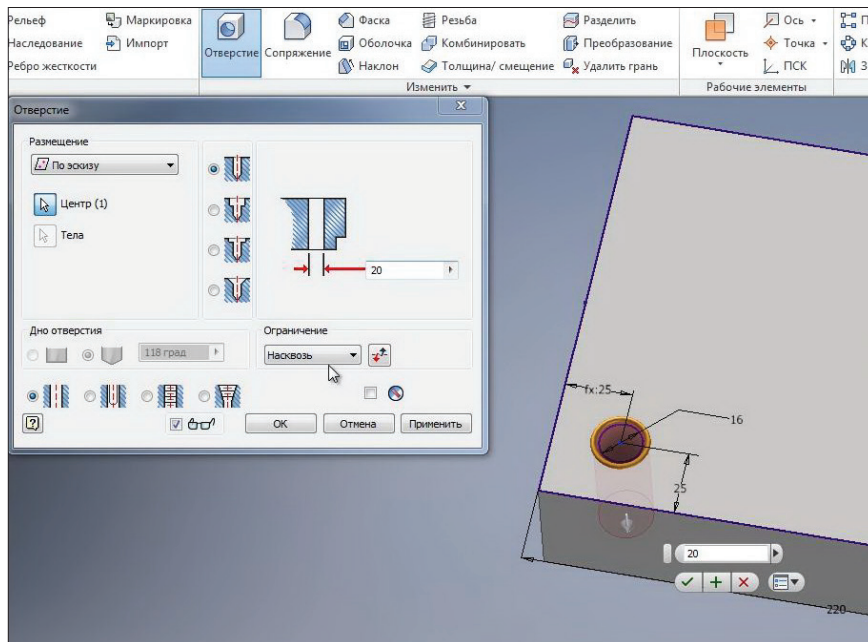 Рельеф
Маркировка
Наследование
Импорт
Ребро жесткости
Отверстие
Сопряжение
Фаска
Оболочка
Наклон
Резьба
Комбинировать
Толщина/ смещение
Разделить
Преобразование
Удалить грань
Изменить
Плоскость
Ось
Точка
ПСК
Рабочие элементы
Отверстие
Размещение
По эскизу
Центр (1)
Тела
20
Дно отверстия
118 град
Ограничение
Насквозь
ОК
Отмена
Применить
fx:25
16
25
20
220